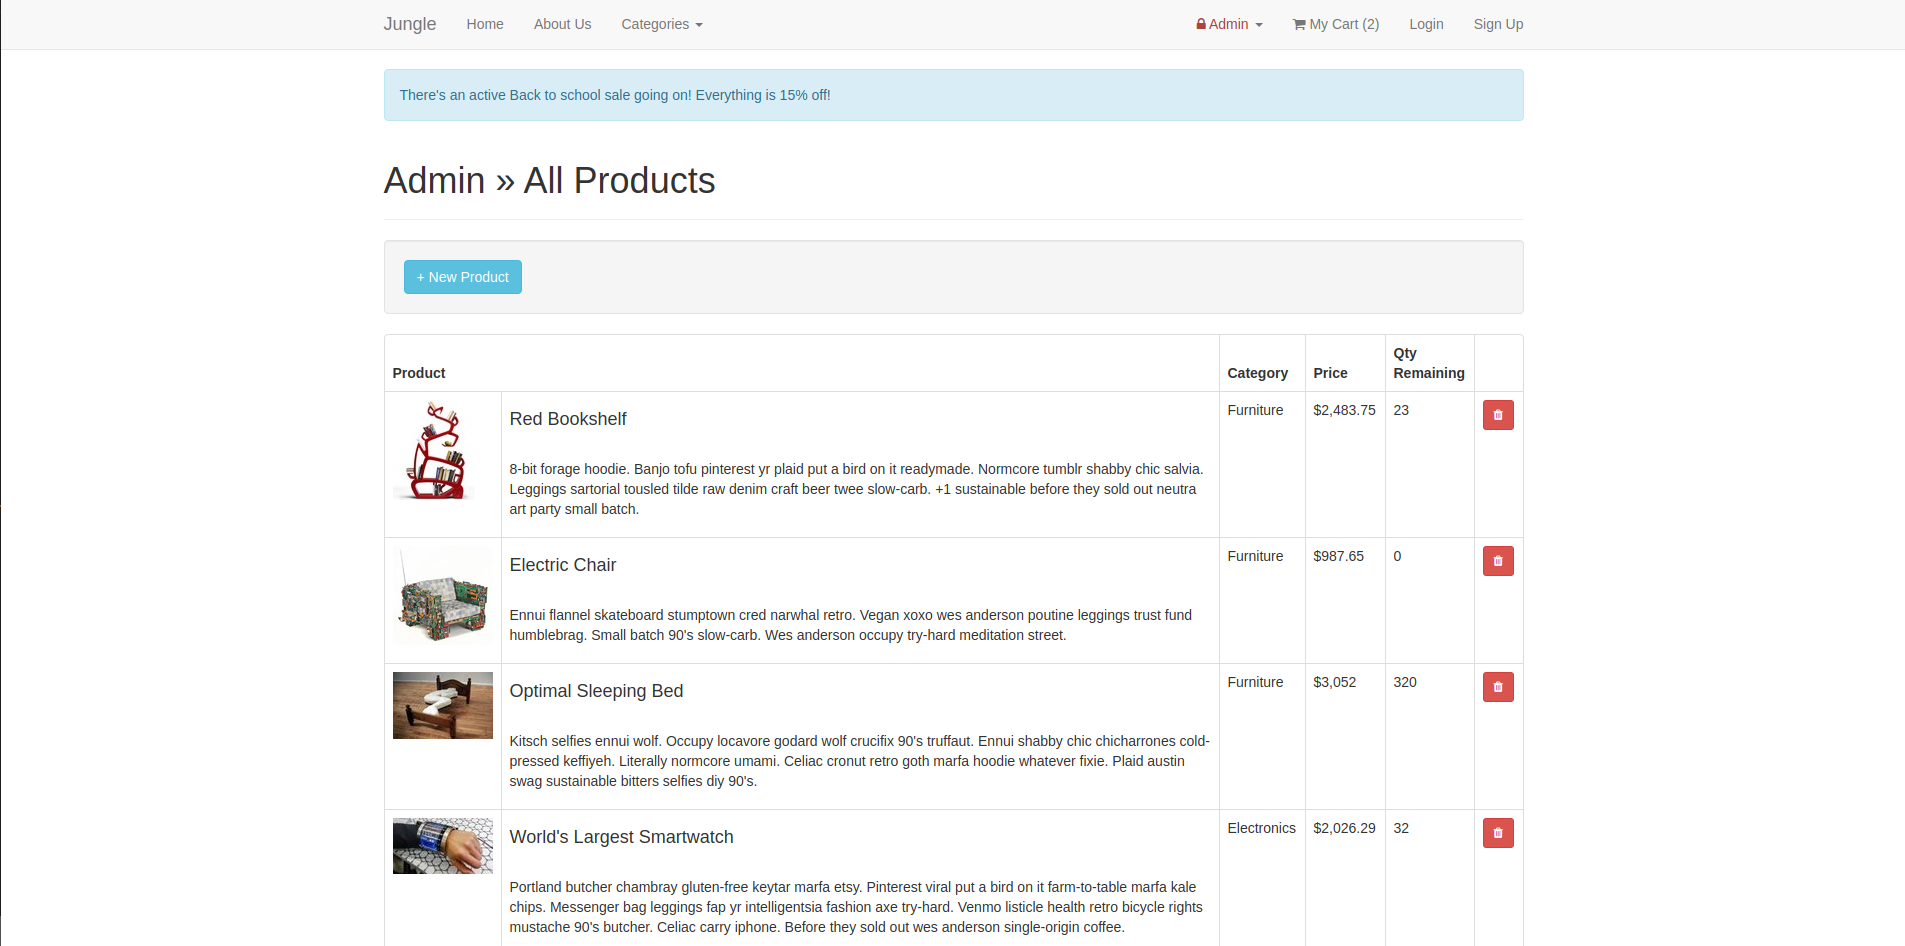 Jungle Home About Us Categories Admin My Cart (2) Login Sign Up
There's an active Back to school sale going on! Everything is 15% off!
Admin » All Products
+ New Product
Product Category Price Qty Remaining
Red Bookshelf Furniture $2,483.75 23
8-bit forage hoodie. Banjo tofu pinterest yr plaid put a bird on it readymade. Normcore tumblr shabby chic salvia.
Leggings sartorial tousled tilde raw denim craft beer twee slow-carb. +1 sustainable before they sold out neutra
art party small batch.
Electric Chair Furniture $987.65 0
Ennui flannel skateboard stumptown cred narwhal retro. Vegan xoxo wes anderson poutine leggings trust fund
humblebrag. Small batch 90's slow-carb. Wes anderson occupy try-hard meditation street.
Optimal Sleeping Bed Furniture $3,052 320
Kitsch selfies ennui wolf. Occupy locavore godard wolf crucifix 90's truffaut. Ennui shabby chic chicharrones cold-
pressed keffiyeh. Literally normcore umami. Celiac cronut retro goth marfa hoodie whatever fixie. Plaid austin
swag sustainable bitters selfies diy 90's.
World's Largest Smartwatch Electronics $2,026.29 32
Portland butcher chambray gluten-free keytar marfa etsy. Pinterest viral put a bird on it farm-to-table marfa kale
chips. Messenger bag leggings fap yr intelligentsia fashion axe try-hard. Venmo listicle health retro bicycle rights
mustache 90's butcher. Celiac carry iphone. Before they sold out wes anderson single-origin coffee.